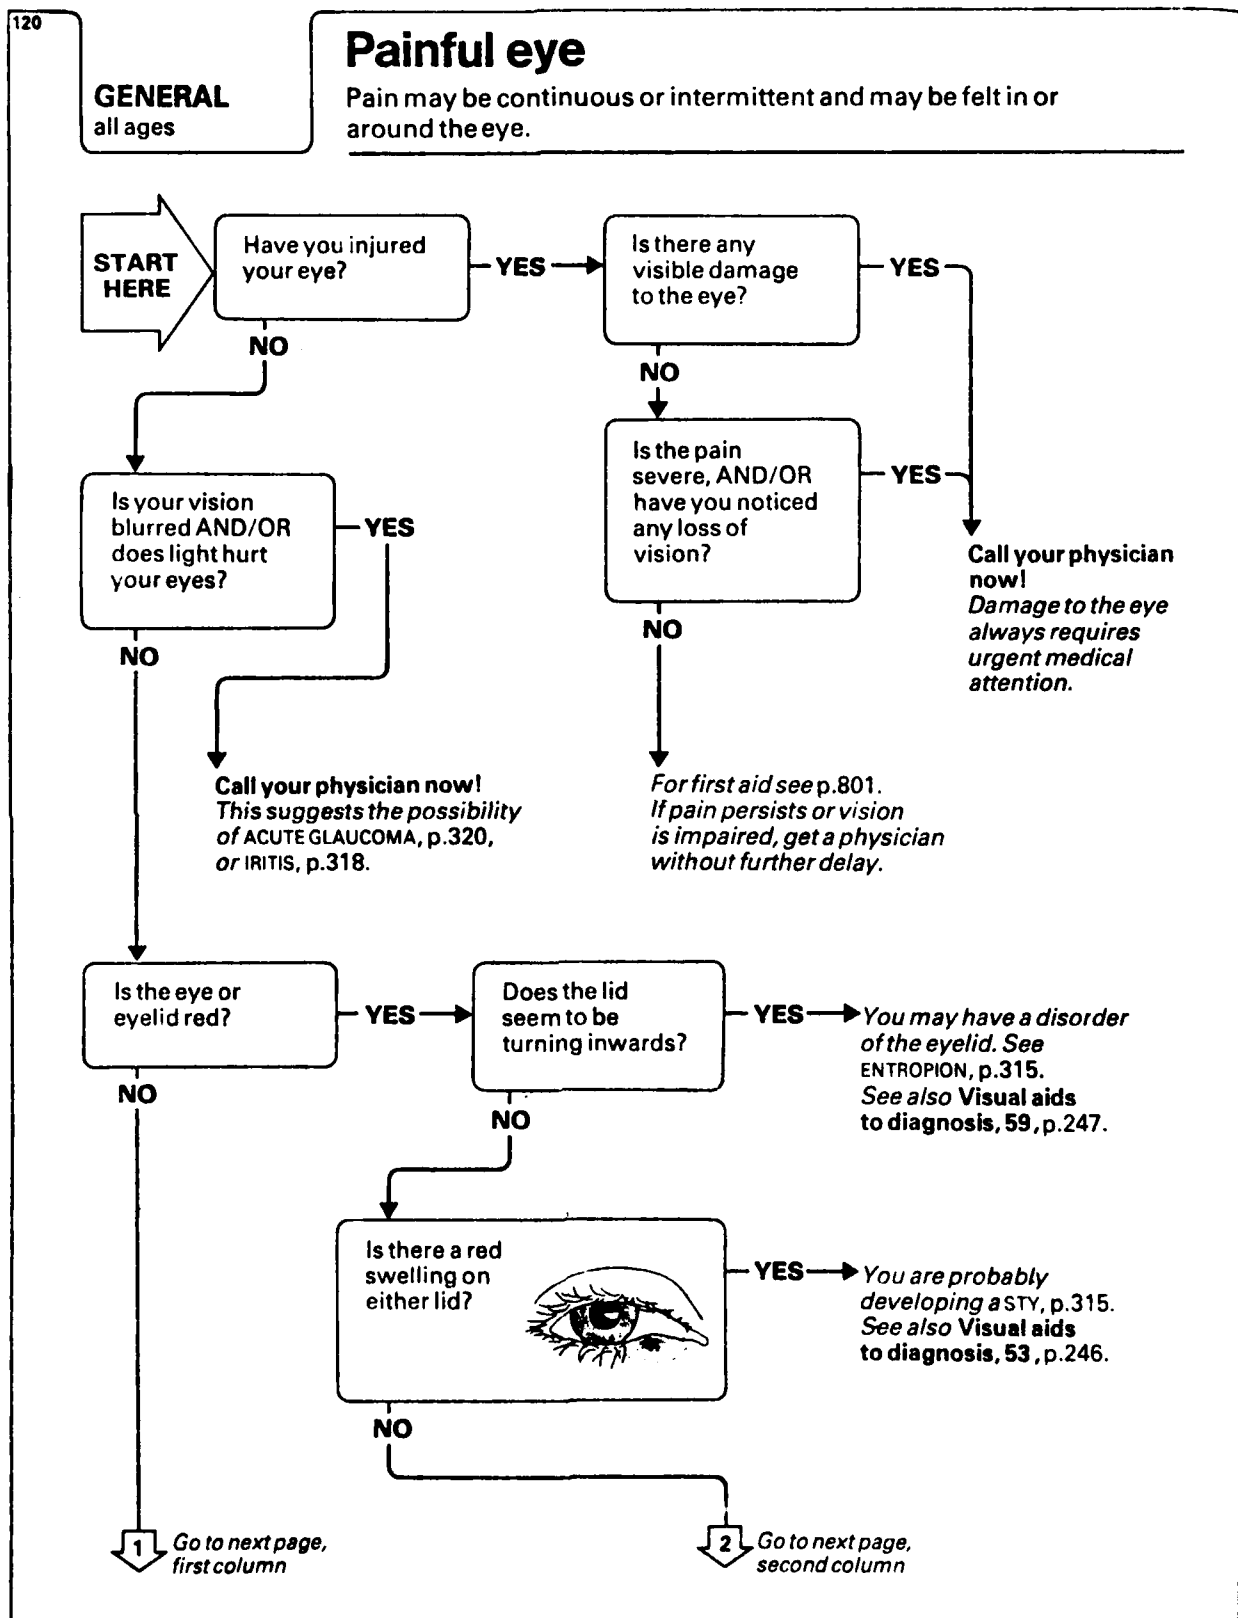 120
GENERAL
all ages
Painful eye
Pain may be continuous or intermittent and may be felt in or
around the eye.
START
HERE
Have you injured
your eye?
YES
Is there any
visible damage
to the eye?
YES
NO
NO
Is the pain
severe, AND/OR
have you noticed
any loss of
vision?
YES
Is your vision
blurred AND/OR
does light hurt
your eyes?
YES
Call your physician
now!
Damage to the eye
always requires
urgent medical
attention.
NO
NO
Call your physician now!
This suggests the possibility
of ACUTE GLAUCOMA, p.320,
or IRITIS, p.318.
For first aid see p.801.
If pain persists or vision
is impaired, get a physician
without further delay.
Is the eye or
eyelid red?
YES
Does the lid
seem to be
turning inwards?
YES
You may have a disorder
of the eyelid. See
ENTROPION, p.315.
See also Visual aids
to diagnosis, 59, p.247.
NO
NO
Is there a red
swelling on
either lid?
YES
You are probably
developing a STY, p.315.
See also Visual aids
to diagnosis, 53, p.246.
NO
1
Go to next page,
first column
2
Go to next page,
second column